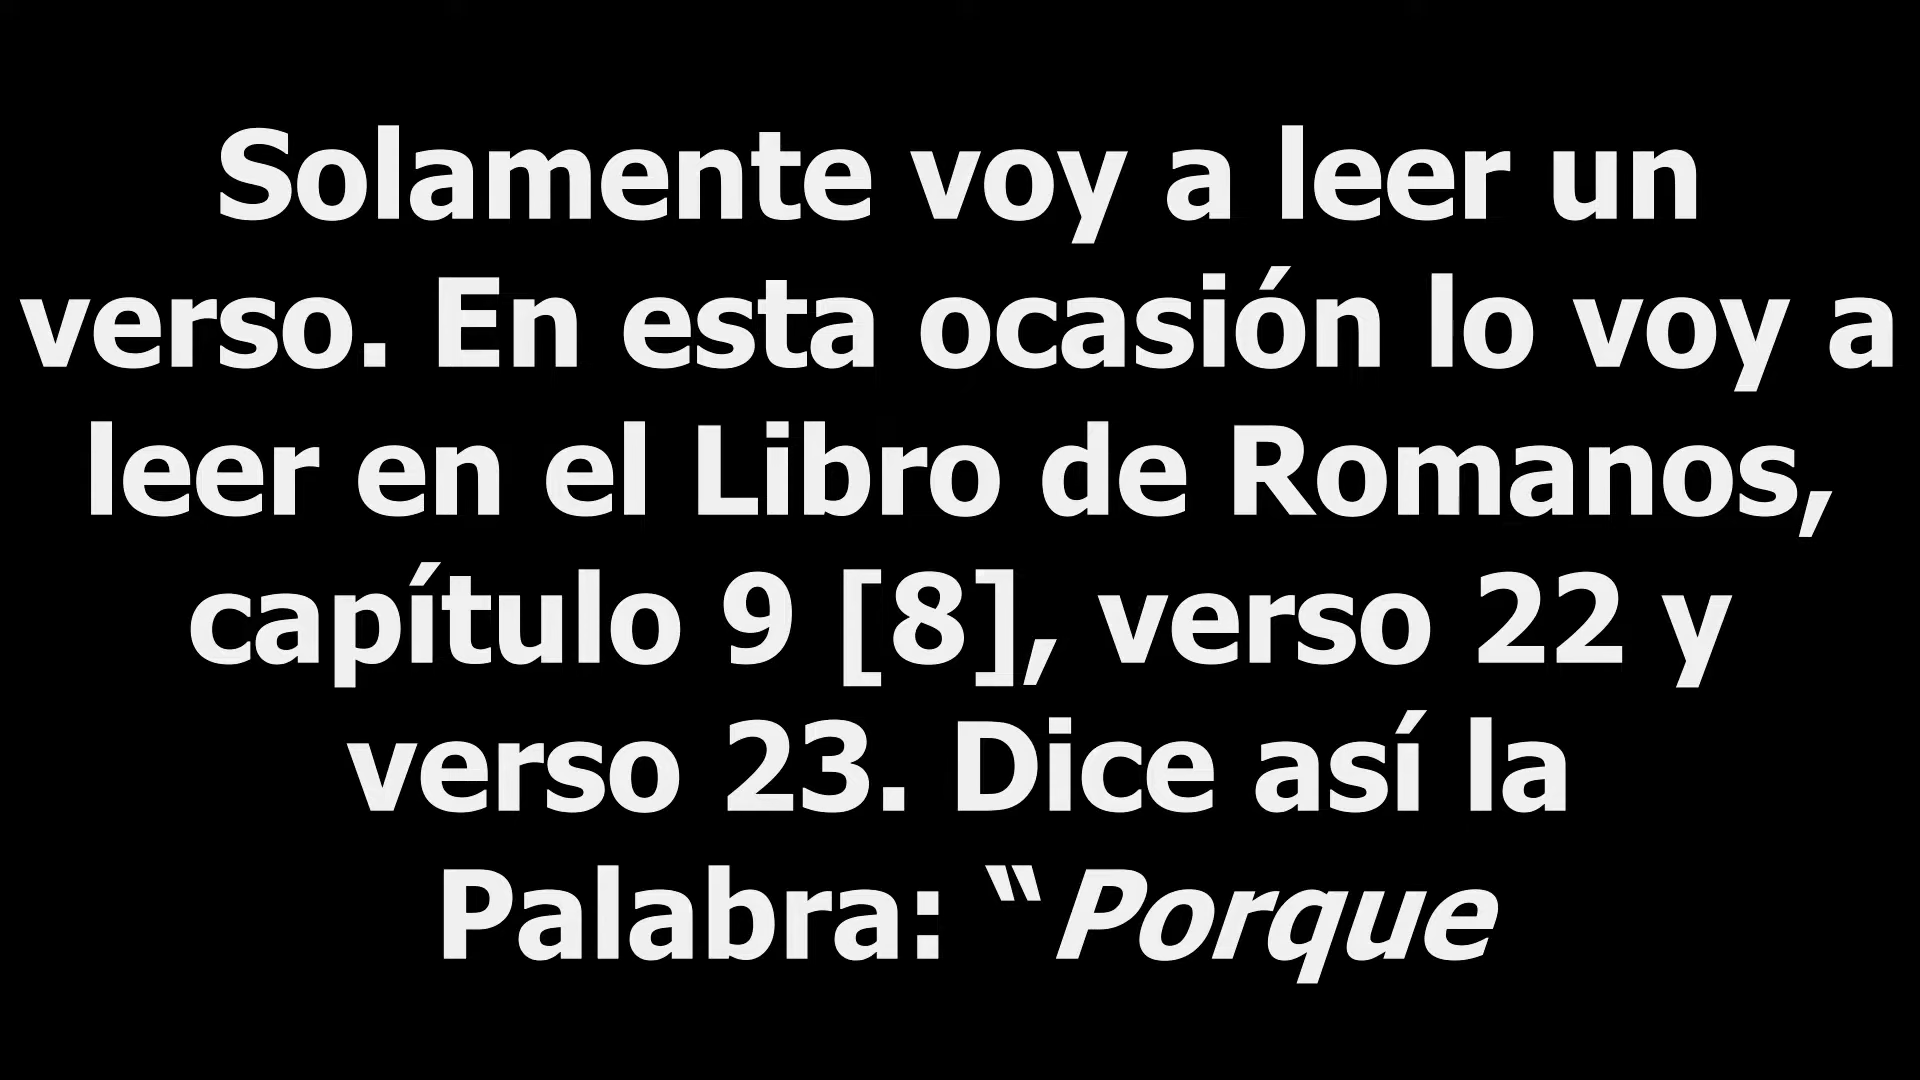 Solamente voy a leer un
verso. En esta ocasión lo voy a
leer en el Libro de Romanos,
capítulo 9 [8], verso 22 y
verso 23. Dice así la
Palabra: “Porque